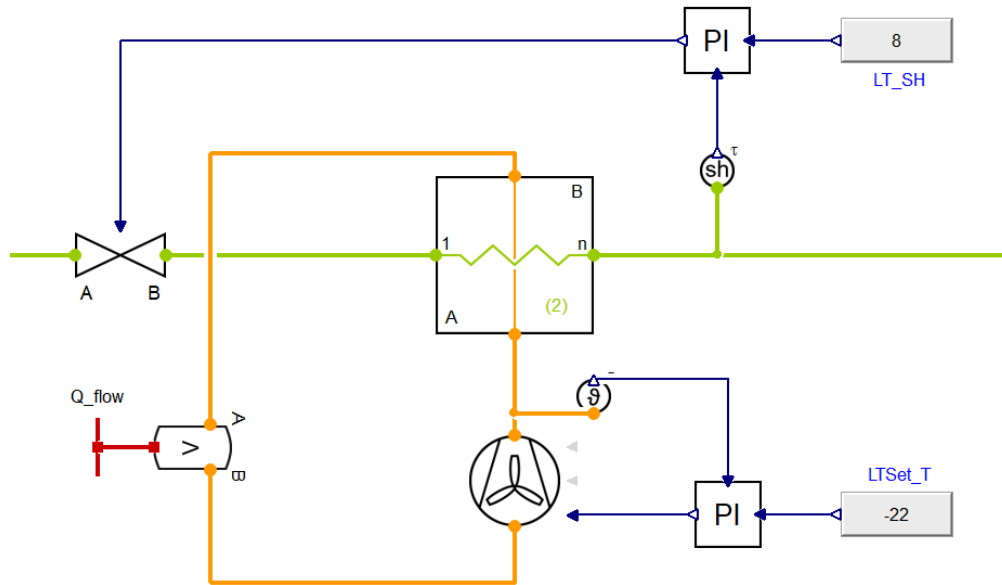 PI
8
LT_SH
τ
sh
B
1
n
A
B
(2)
A
Q_flow
ϑ
A
V
B
LTSet_T
PI
-22